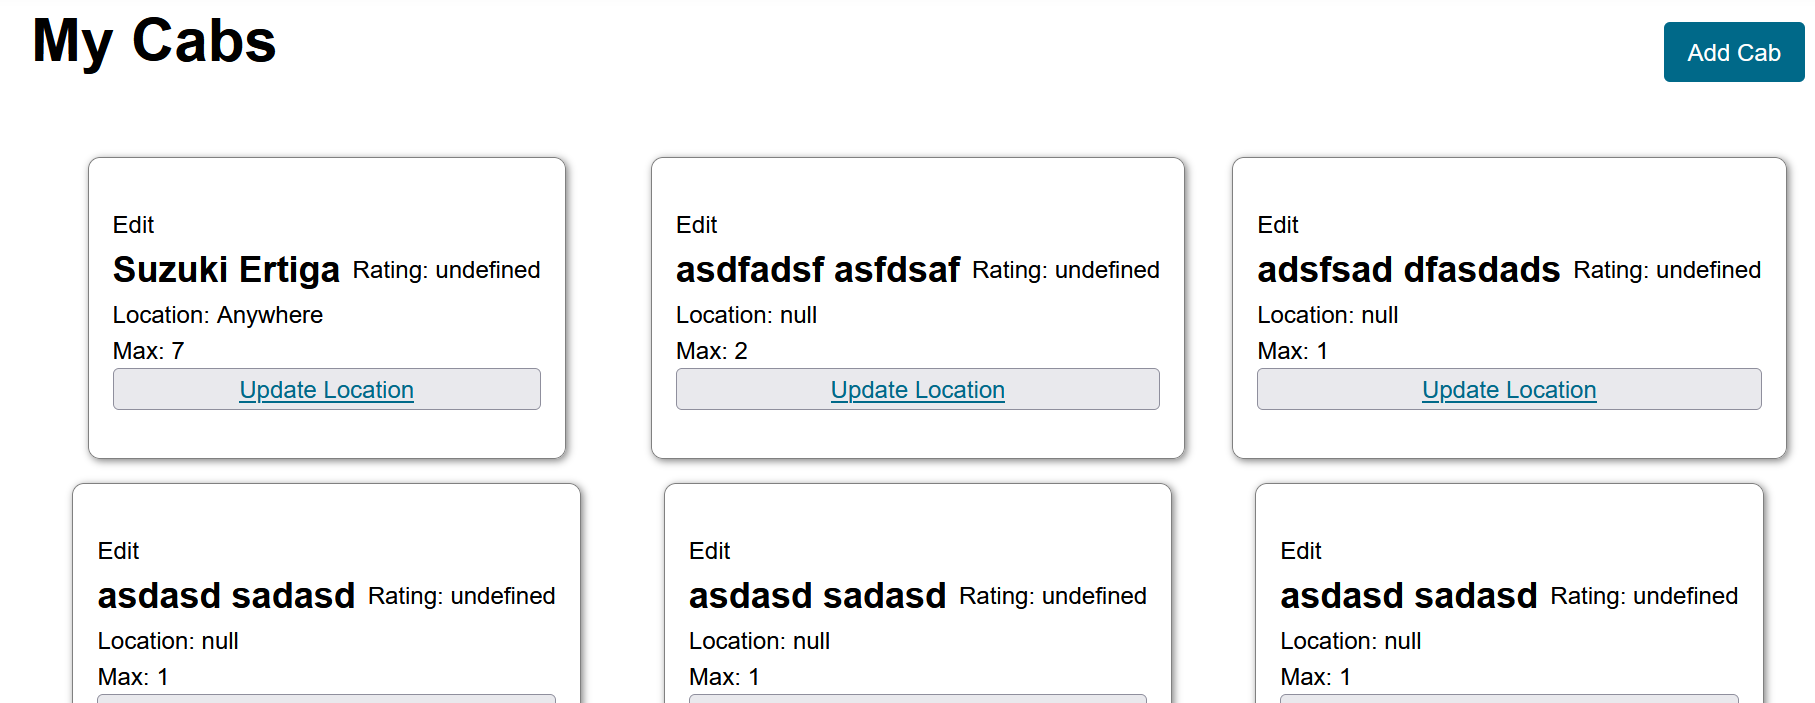 My Cabs
Add Cab
Edit
Suzuki Ertiga Rating: undefined
Location: Anywhere
Max: 7
Update Location
Edit
asdfadsf asfdsaf Rating: undefined
Location: null
Max: 2
Update Location
Edit
adsfsad dfasdads Rating: undefined
Location: null
Max: 1
Update Location
Edit
asdasd sadasd Rating: undefined
Location: null
Max: 1
Edit
asdasd sadasd Rating: undefined
Location: null
Max: 1
Edit
asdasd sadasd Rating: undefined
Location: null
Max: 1